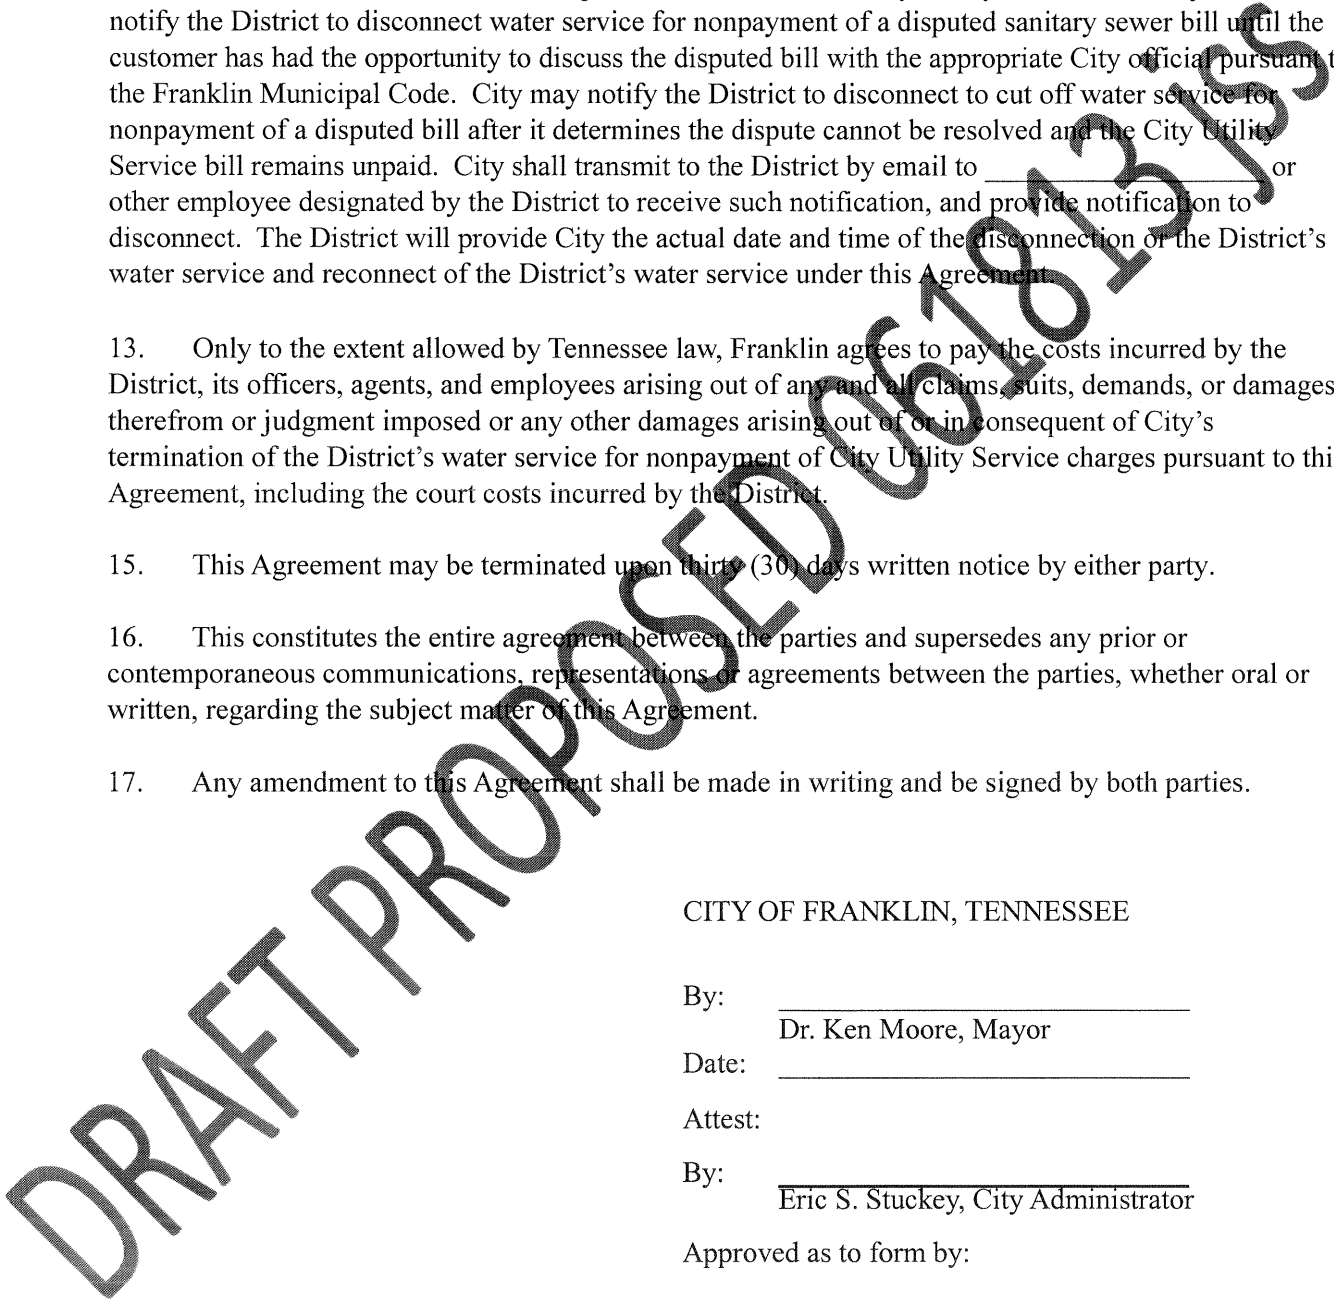 notify the District to disconnect water service for nonpayment of a disputed sanitary sewer bill until the
customer has had the opportunity to discuss the disputed bill with the appropriate City official pursuant t
the Franklin Municipal Code. City may notify the District to disconnect to cut off water service for
nonpayment of a disputed bill after it determines the dispute cannot be resolved and the City Utility
Service bill remains unpaid. City shall transmit to the District by email to ____________________ or
other employee designated by the District to receive such notification, and provide notification to
disconnect. The District will provide City the actual date and time of the disconnection or the District's
water service and reconnect of the District's water service under this Agreement.
13. Only to the extent allowed by Tennessee law, Franklin agrees to pay the costs incurred by the
District, its officers, agents, and employees arising out of any and all claims, suits, demands, or damages
therefrom or judgment imposed or any other damages arising out of or in consequent of City's
termination of the District's water service for nonpayment of City Utility Service charges pursuant to thi
Agreement, including the court costs incurred by the District.
15. This Agreement may be terminated upon thirty (30) days written notice by either party.
16. This constitutes the entire agreement between the parties and supersedes any prior or
contemporaneous communications, representations or agreements between the parties, whether oral or
written, regarding the subject matter of this Agreement.
17. Any amendment to this Agreement shall be made in writing and be signed by both parties.
DRAFT PROPOSED 061813 JSS
CITY OF FRANKLIN, TENNESSEE
By: ____________________
Dr. Ken Moore, Mayor
Date: ____________________
Attest:
By: ____________________
Eric S. Stuckey, City Administrator
Approved as to form by: